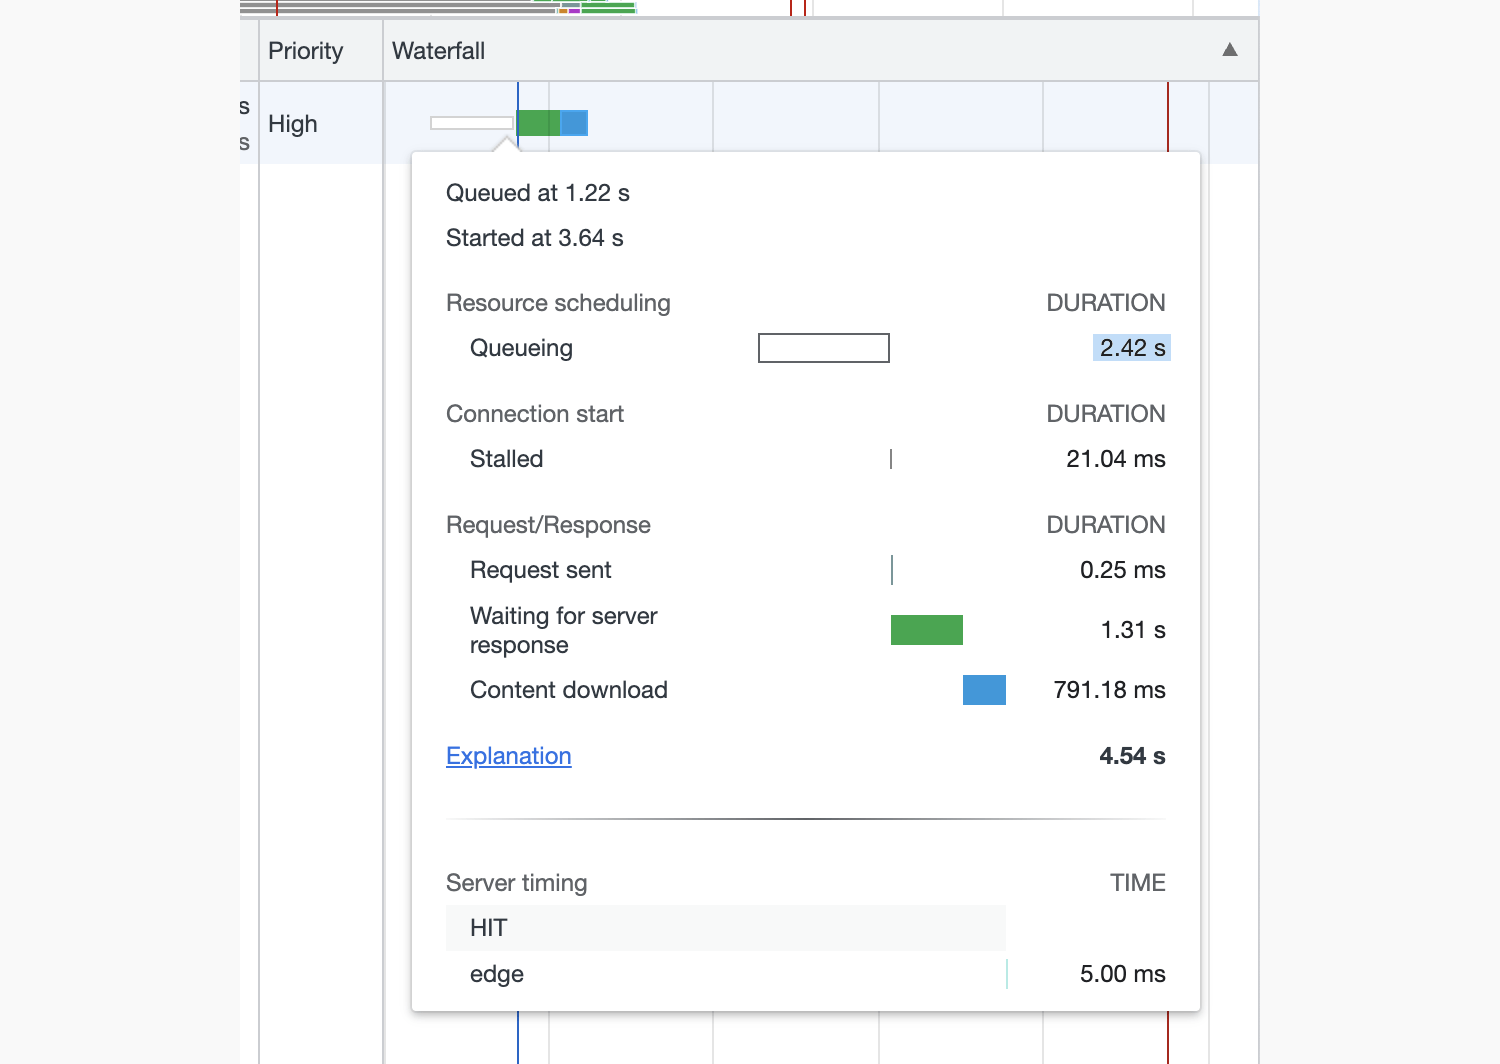 Priority Waterfall ▲
s
High
s
Queued at 1.22 s
Started at 3.64 s
Resource scheduling DURATION
Queueing 2.42 s
Connection start DURATION
Stalled 21.04 ms
Request/Response DURATION
Request sent 0.25 ms
Waiting for server
response 1.31 s
Content download 791.18 ms
Explanation 4.54 s
Server timing TIME
HIT
edge 5.00 ms